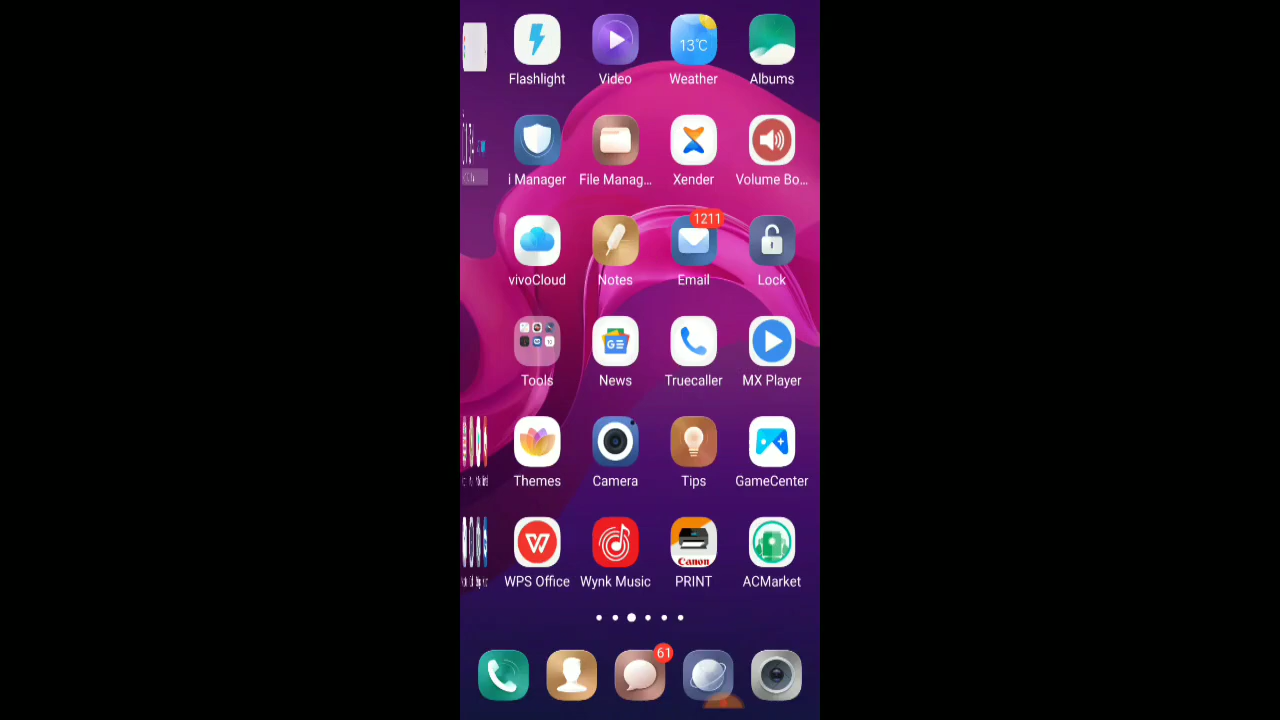 Flashlight Video Weather Albums
13°C
i Manager File Manag... Xender Volume Bo...
1211
vivoCloud Notes Email Lock
GE
Tools News Truecaller MX Player
Themes Camera Tips GameCenter
W
Canon
WPS Office Wynk Music PRINT ACMarket
61